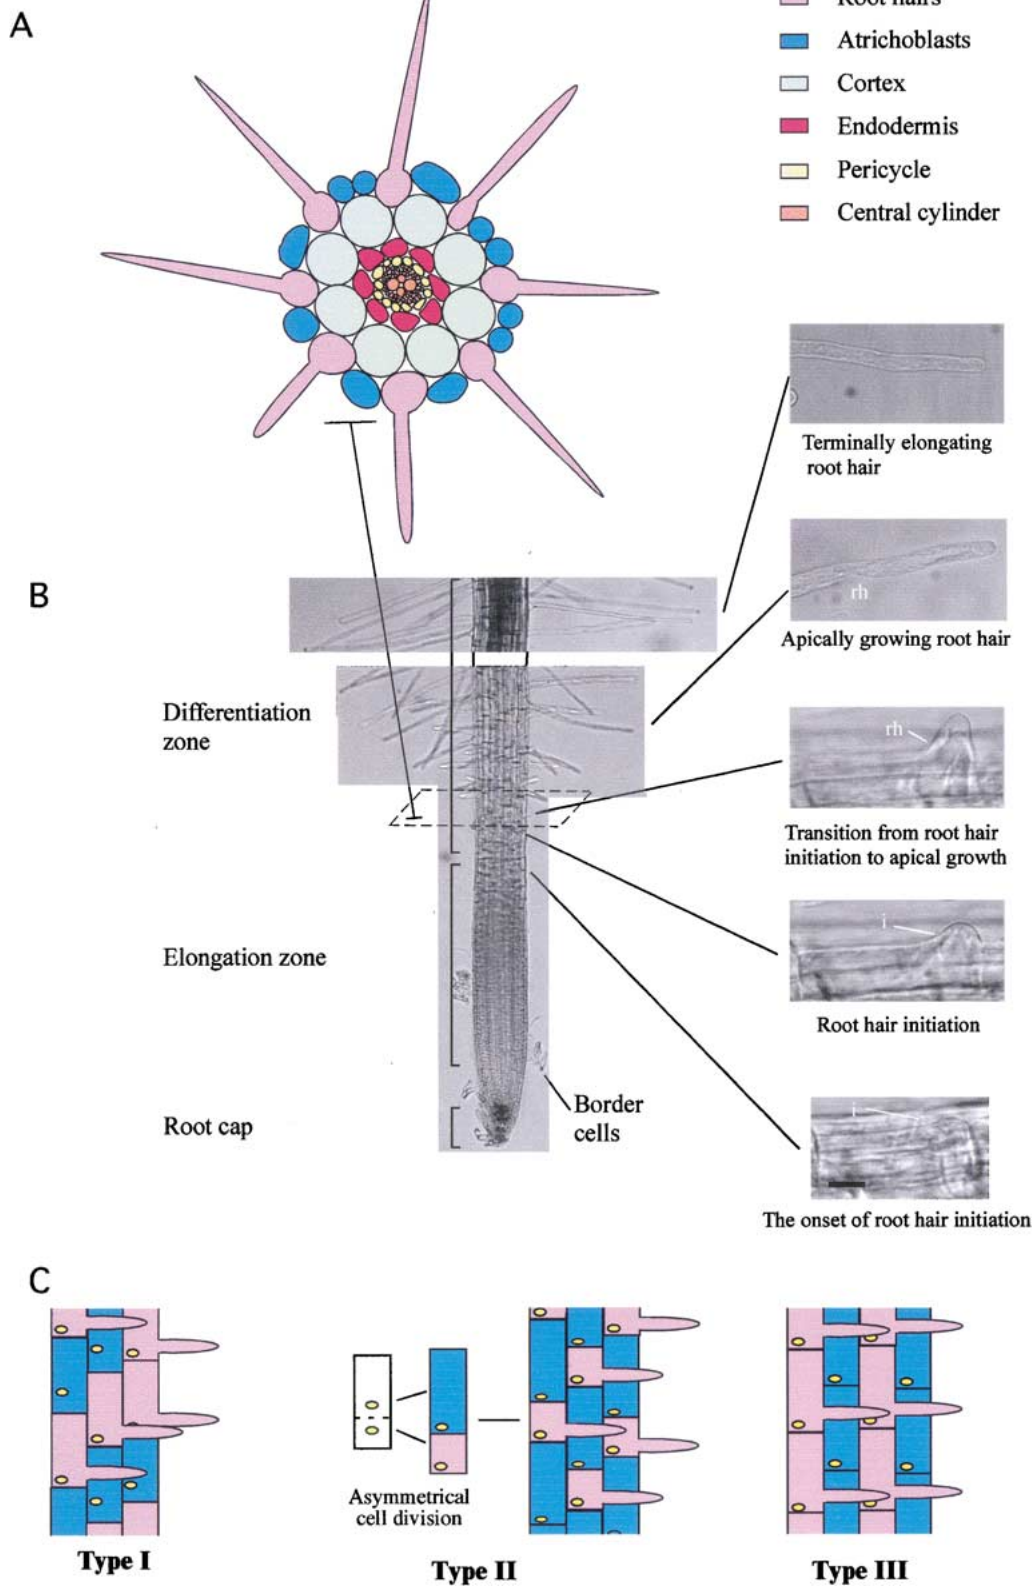 A
Root hairs
Atrichoblasts
Cortex
Endodermis
Pericycle
Central cylinder
Terminally elongating
root hair
B
rh
Apically growing root hair
Differentiation
zone
rh
Transition from root hair
initiation to apical growth
i
Elongation zone
Root hair initiation
Border
cells
Root cap
i
The onset of root hair initiation
C
Asymmetrical
cell division
Type I
Type II
Type III